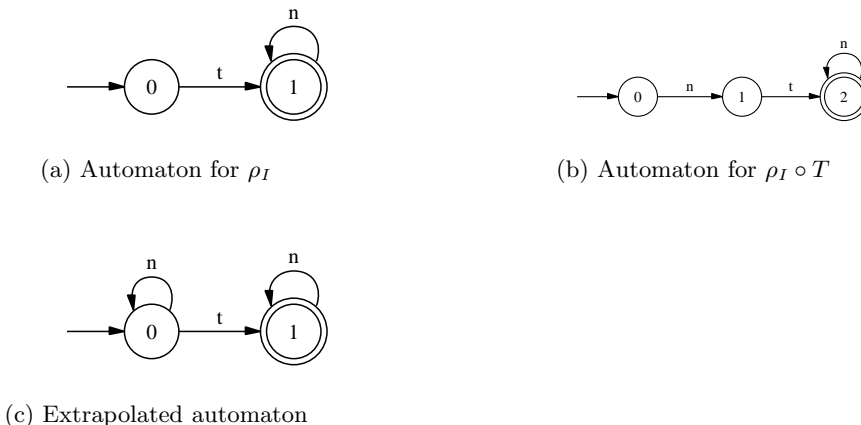 n
t
0
1
(a) Automaton for ρ_I
n
n
t
0
1
2
(b) Automaton for ρ_I ∘ T
n
n
t
0
1
(c) Extrapolated automaton